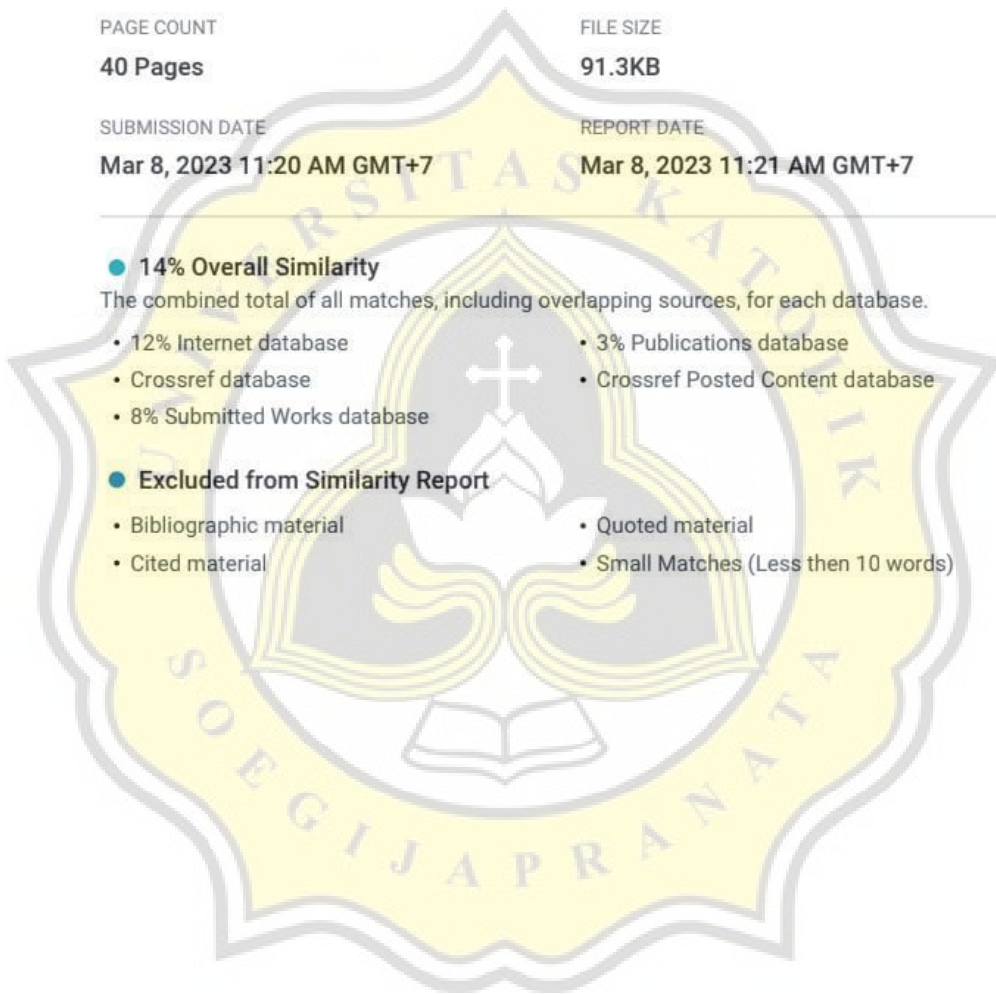 PAGE COUNT
40 Pages
FILE SIZE
91.3KB
SUBMISSION DATE
Mar 8, 2023 11:20 AM GMT+7
REPORT DATE
Mar 8, 2023 11:21 AM GMT+7
14% Overall Similarity
The combined total of all matches, including overlapping sources, for each database.
• 12% Internet database
• 3% Publications database
• Crossref database
• Crossref Posted Content database
• 8% Submitted Works database
Excluded from Similarity Report
• Bibliographic material
• Quoted material
• Cited material
• Small Matches (Less then 10 words)
UNIVERSITAS KATOLIK
SOEGIJAPRANATA